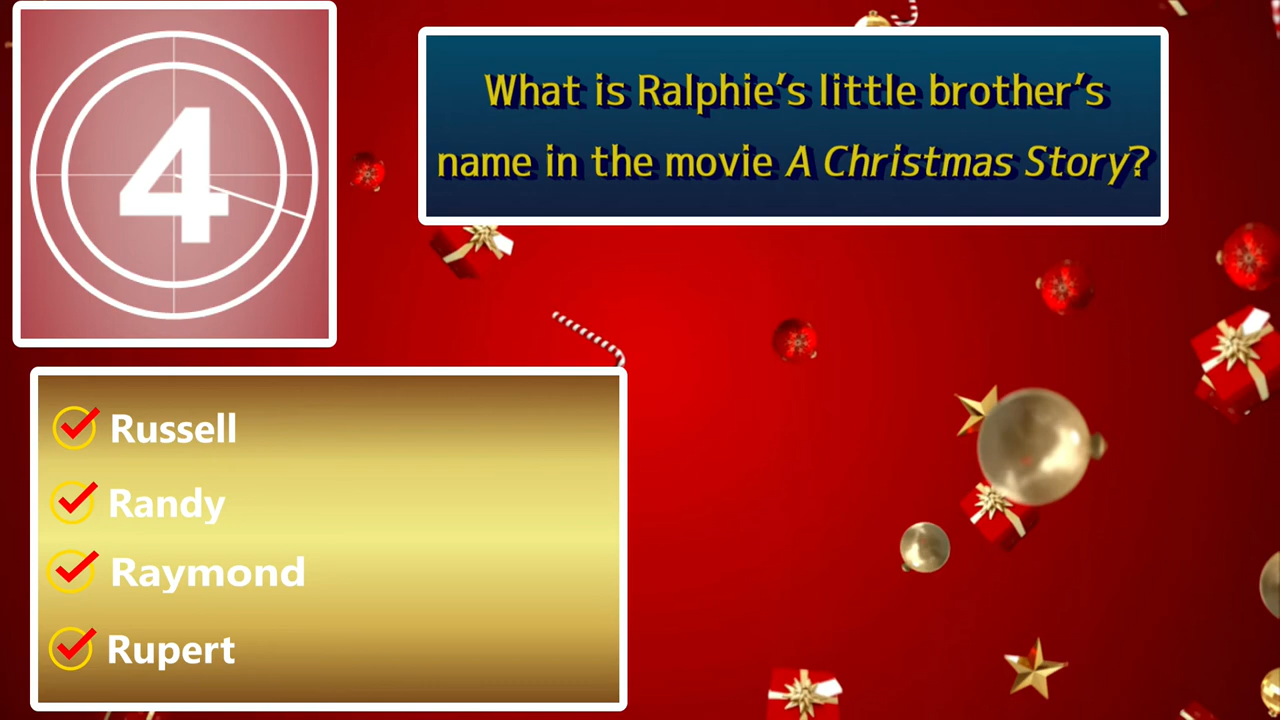 4
What is Ralphie's little brother's
name in the movie A Christmas Story?
Russell
Randy
Raymond
Rupert